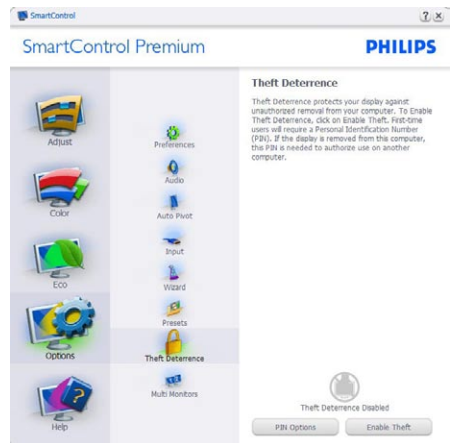 SmartControl
SmartControl Premium
PHILIPS
Adjust
Color
Eco
Options
Help
Preferences
Audio
Auto Pivot
Input
Wizard
Presets
Theft Deterrence
Multi Monitors
Theft Deterrence
Theft Deterrence protects your display against
unauthorized removal from your computer. To Enable
Theft Deterrence, click on Enable Theft. First-time
users will require a Personal Identification Number
(PIN). If the display is removed from this computer,
this PIN is needed to authorize use on another
computer.
Theft Deterrence Disabled
PIN Options
Enable Theft